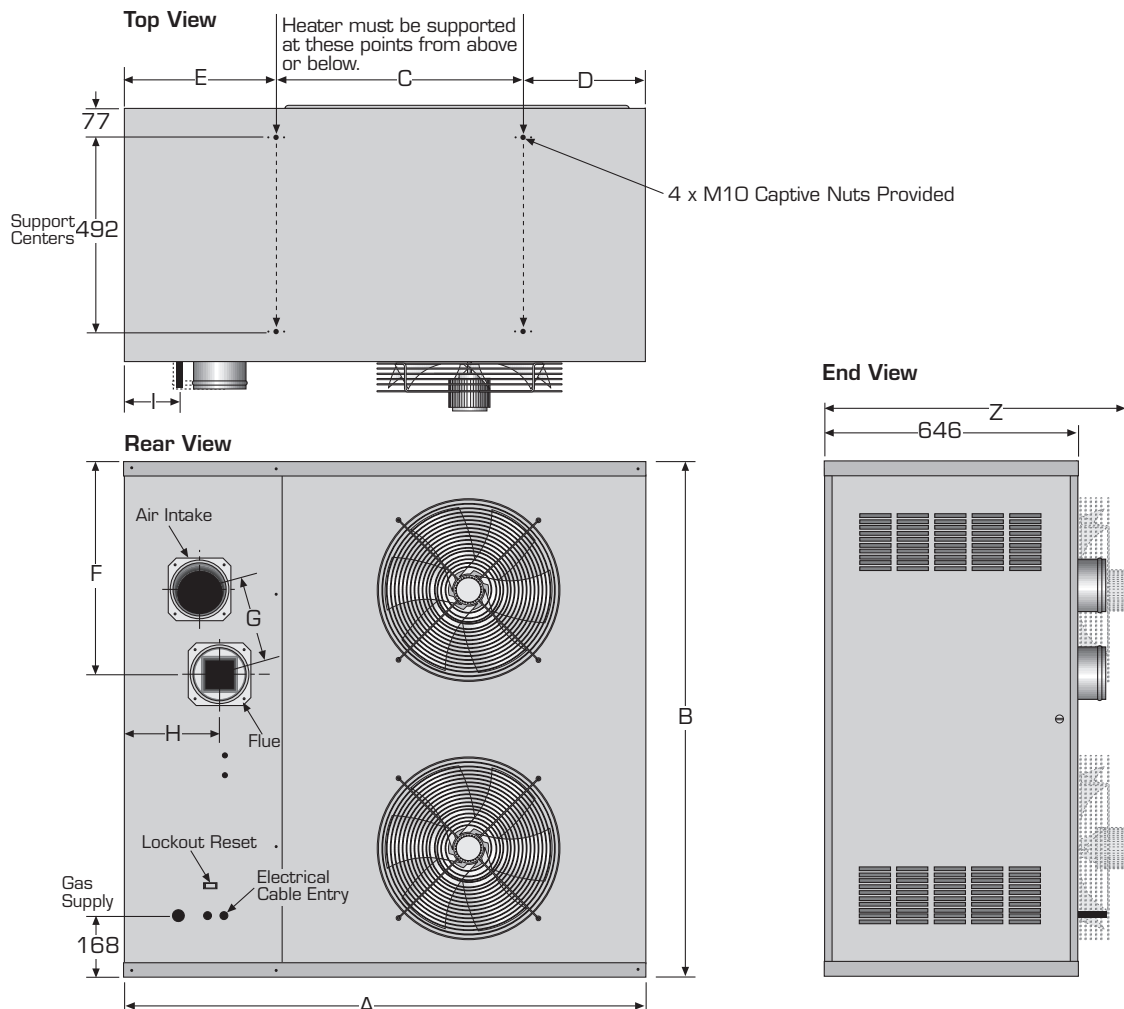 Top View
Heater must be supported
at these points from above
or below.
E
C
D
77
4 x M10 Captive Nuts Provided
Support
Centers
492
I
End View
Z
646
Rear View
Air Intake
F
G
B
H
Flue
Lockout Reset
Electrical
Cable Entry
Gas
Supply
168
A